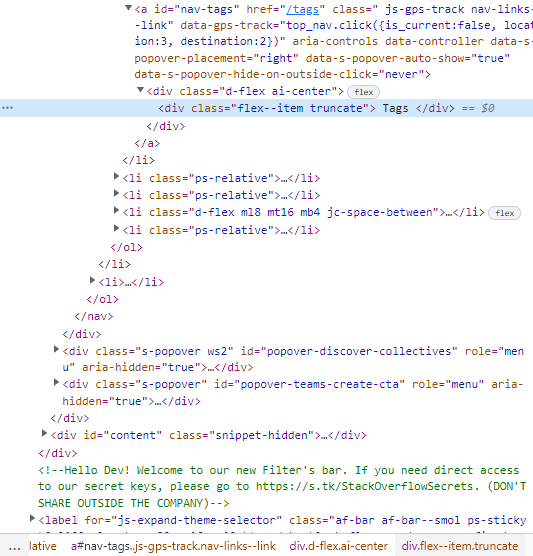 <a id="nav-tags" href="/tags" class=" js-gps-track nav-links-
-link" data-gps-track="top_nav.click({is_current:false, locat
ion:3, destination:2})" aria-controls data-controller data-s-
popover-placement="right" data-s-popover-auto-show="true"
data-s-popover-hide-on-outside-click="never">
<div class="d-flex ai-center"> flex
... <div class="flex--item truncate"> Tags </div> == $0
</div>
</a>
</li>
<li class="ps-relative">…</li>
<li class="ps-relative">…</li>
<li class="d-flex ml8 mt16 mb4 jc-space-between">…</li> flex
<li class="ps-relative">…</li>
</ol>
</li>
<li>…</li>
</ol>
</nav>
</div>
<div class="s-popover ws2" id="popover-discover-collectives" role="men
u" aria-hidden="true">…</div>
<div class="s-popover" id="popover-teams-create-cta" role="menu" aria-
hidden="true">…</div>
</div>
<div id="content" class="snippet-hidden">…</div>
</div>
<!--Hello Dev! Welcome to our new Filter's bar. If you need direct access
to our secret keys, please go to https://s.tk/StackOverflowSecrets. (DON'T
SHARE OUTSIDE THE COMPANY)-->
<label for="js-expand-theme-selector" class="af-bar af-bar--smol ps-sticky
... lative a#nav-tags.js-gps-track.nav-links--link div.d-flex.ai-center div.flex--item.truncate